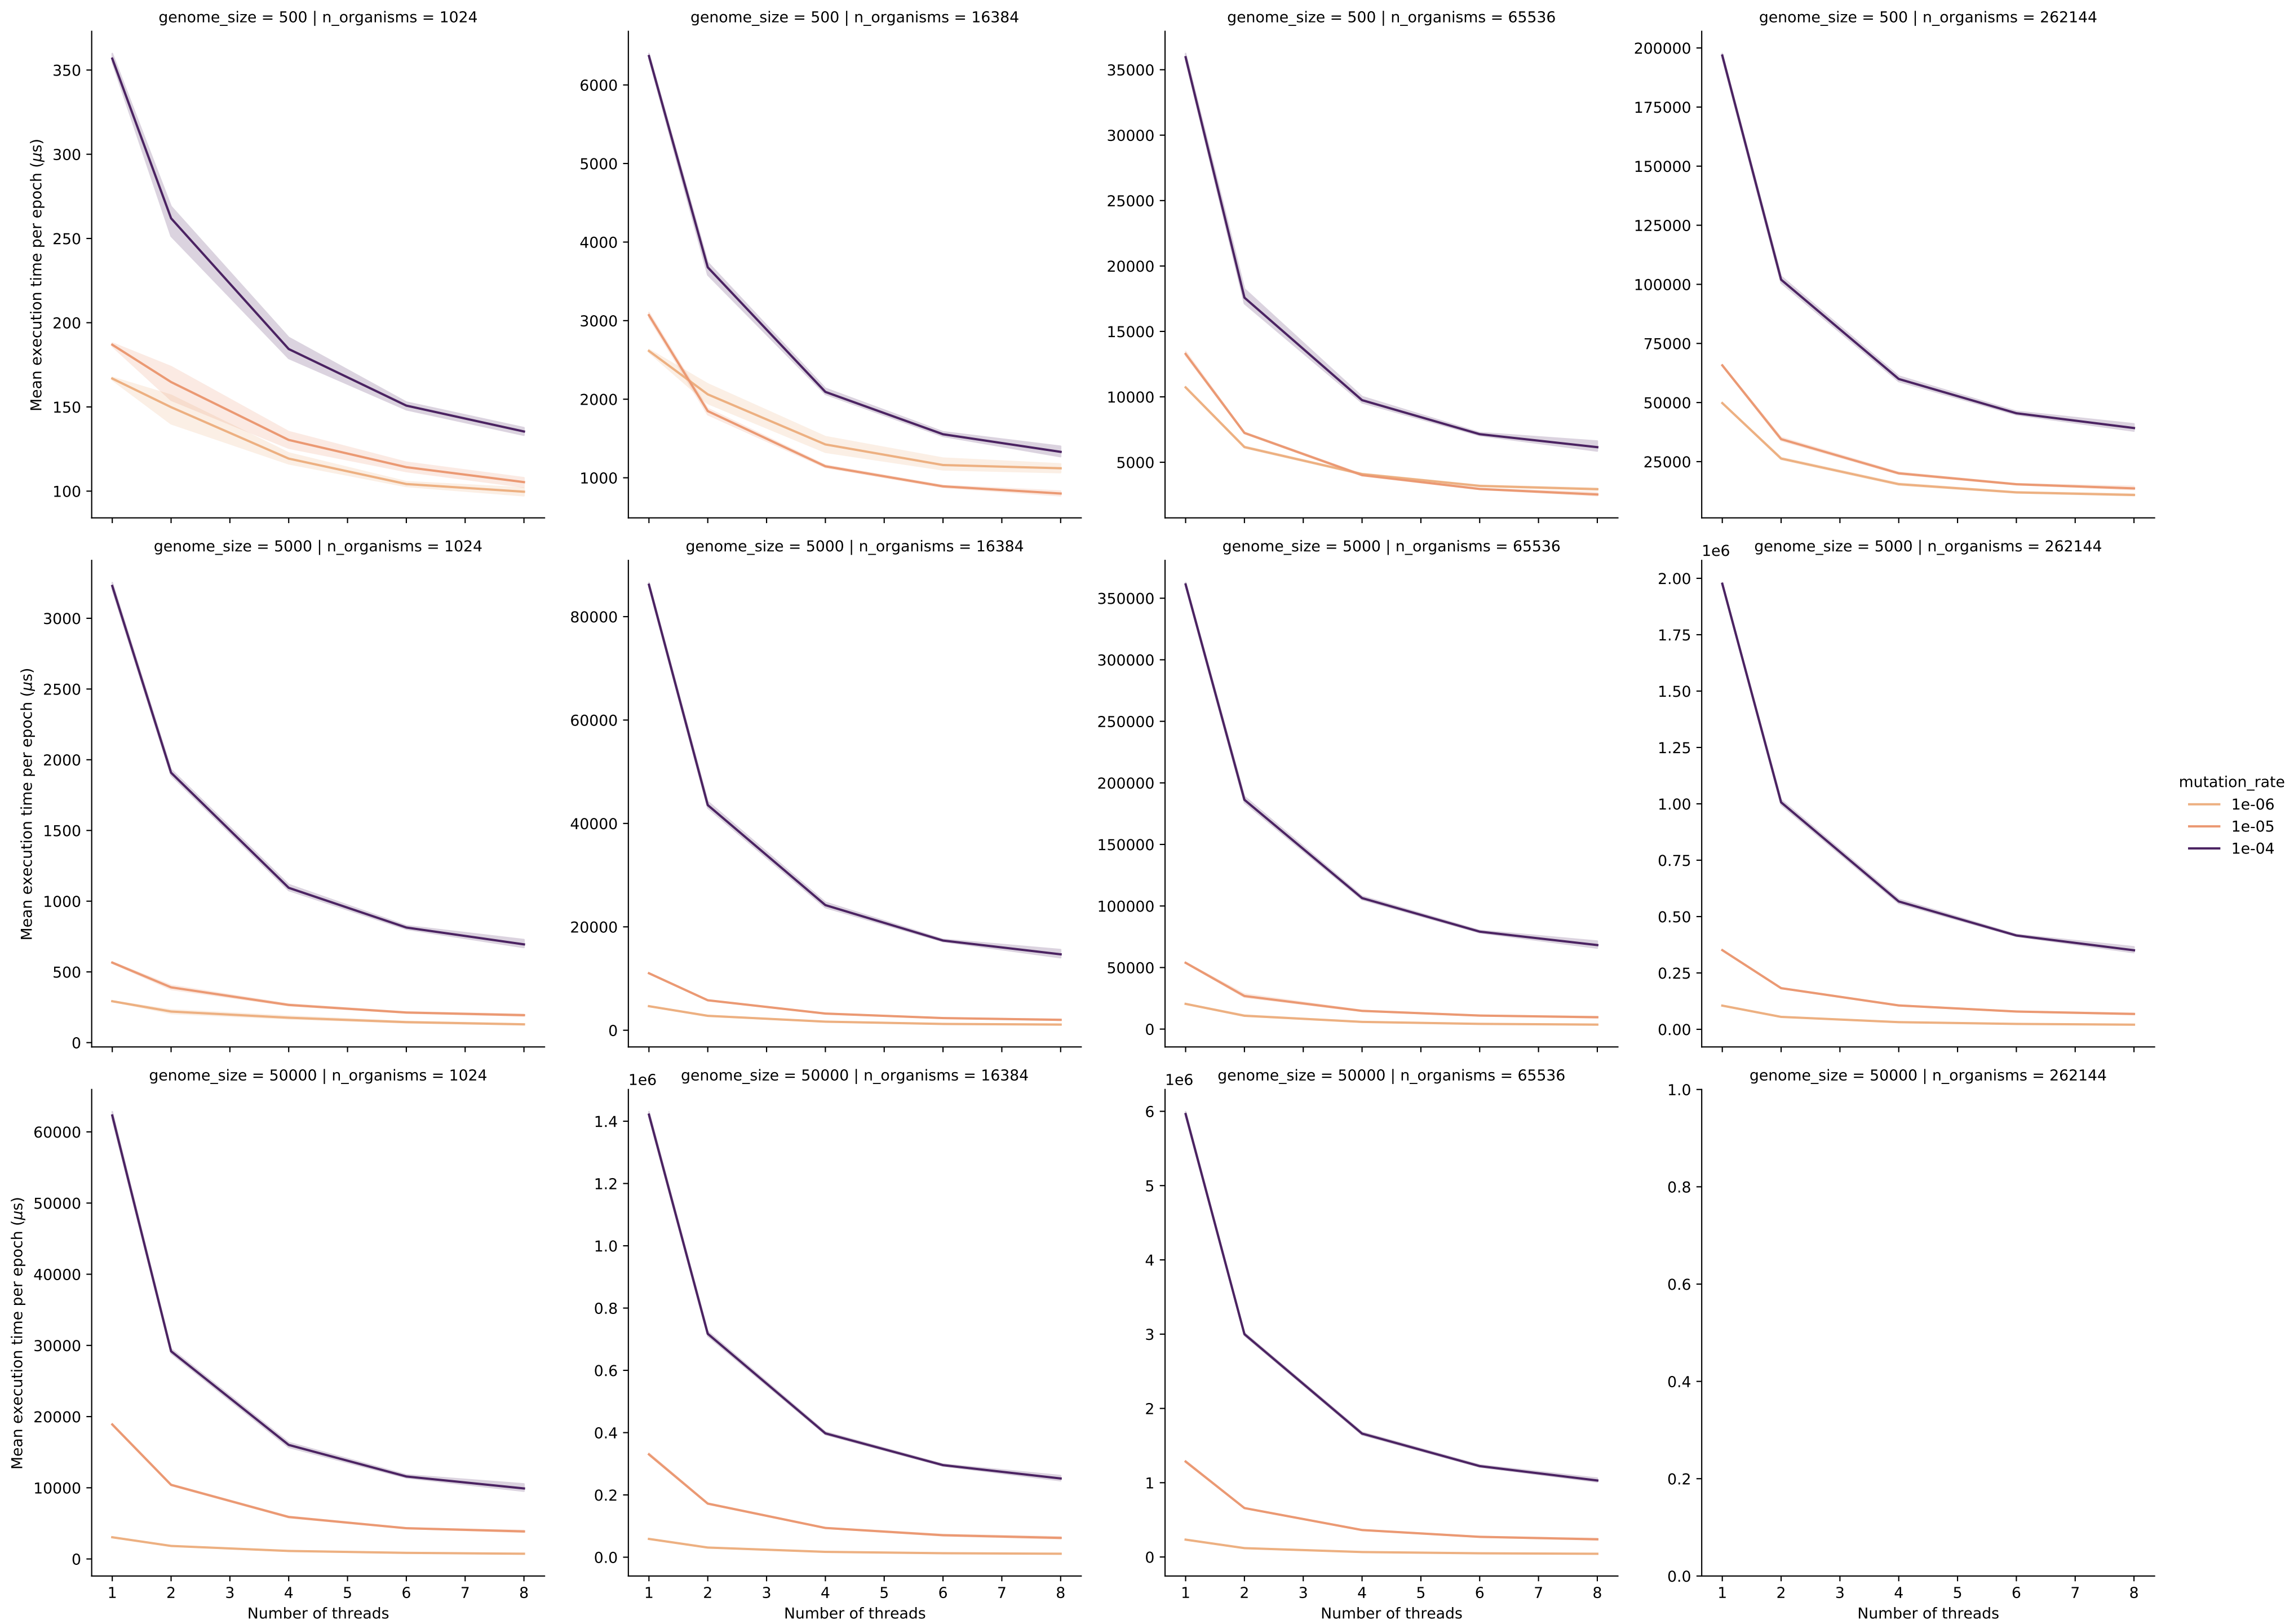 genome_size = 500 | n_organisms = 1024
genome_size = 500 | n_organisms = 16384
genome_size = 500 | n_organisms = 65536
genome_size = 500 | n_organisms = 262144
Mean execution time per epoch (μs)
350
300
250
200
150
100
6000
5000
4000
3000
2000
1000
35000
30000
25000
20000
15000
10000
5000
200000
175000
150000
125000
100000
75000
50000
25000
genome_size = 5000 | n_organisms = 1024
genome_size = 5000 | n_organisms = 16384
genome_size = 5000 | n_organisms = 65536
1e6
genome_size = 5000 | n_organisms = 262144
Mean execution time per epoch (μs)
3000
2500
2000
1500
1000
500
0
80000
60000
40000
20000
0
350000
300000
250000
200000
150000
100000
50000
0
2.00
1.75
1.50
1.25
1.00
0.75
0.50
0.25
0.00
mutation_rate
1e-06
1e-05
1e-04
genome_size = 50000 | n_organisms = 1024
1e6
genome_size = 50000 | n_organisms = 16384
1e6
genome_size = 50000 | n_organisms = 65536
genome_size = 50000 | n_organisms = 262144
Mean execution time per epoch (μs)
60000
50000
40000
30000
20000
10000
0
1.4
1.2
1.0
0.8
0.6
0.4
0.2
0.0
6
5
4
3
2
1
0
1.0
0.8
0.6
0.4
0.2
0.0
1 2 3 4 5 6 7 8
1 2 3 4 5 6 7 8
1 2 3 4 5 6 7 8
1 2 3 4 5 6 7 8
Number of threads
Number of threads
Number of threads
Number of threads